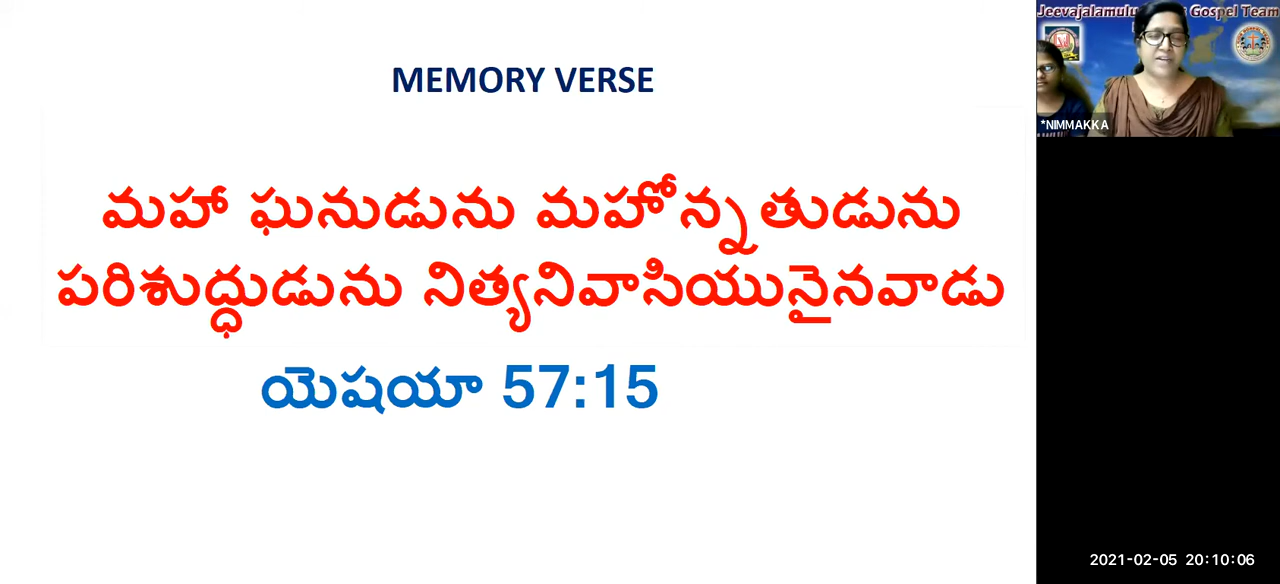 MEMORY VERSE
మహా ఘనుడును మహోన్నతుడును
పరిశుద్ధుడును నిత్యనివాసియునైనవాడు
యెషయా 57:15
Jeevajalamulu Gospel Team
*NIMMAKKA
2021-02-05 20:10:06